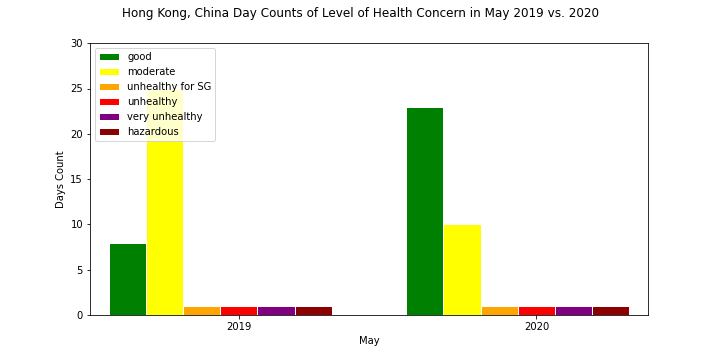 Hong Kong, China Day Counts of Level of Health Concern in May 2019 vs. 2020
30
25
20
15
10
5
0
Days Count
good
moderate
unhealthy for SG
unhealthy
very unhealthy
hazardous
2019
2020
May